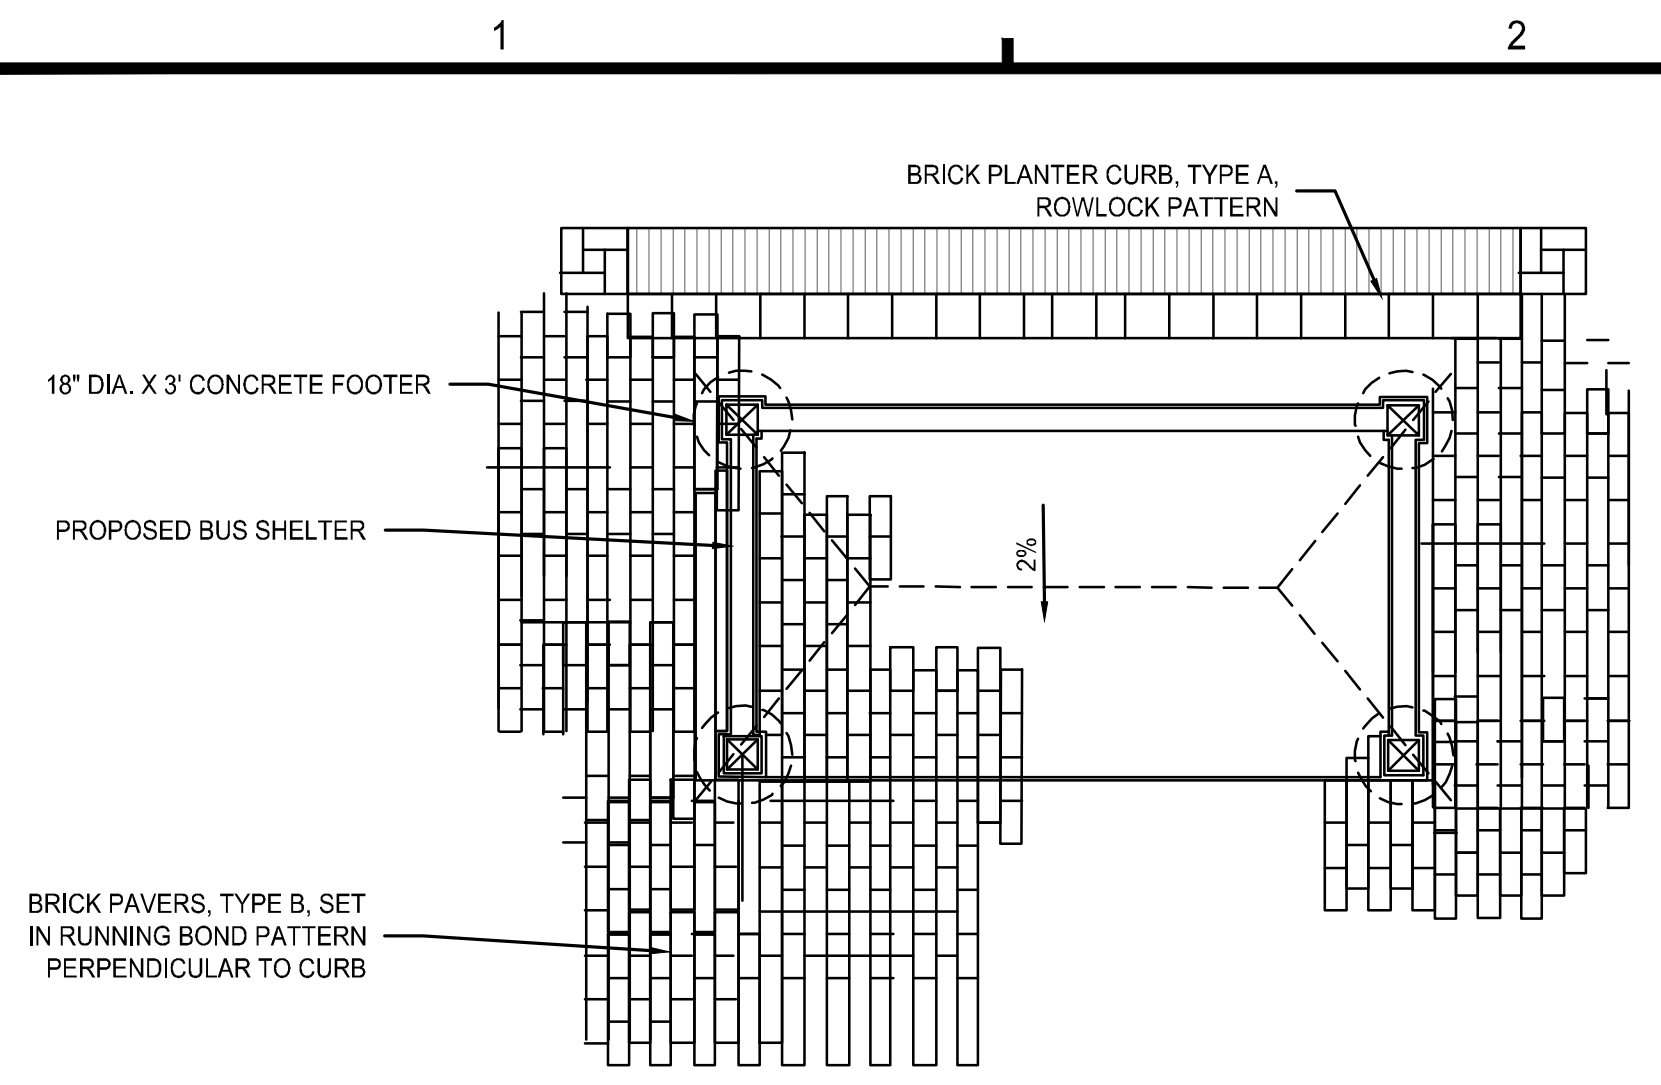 1
2
BRICK PLANTER CURB, TYPE A,
ROWLOCK PATTERN
18" DIA. X 3' CONCRETE FOOTER
PROPOSED BUS SHELTER
2%
BRICK PAVERS, TYPE B, SET
IN RUNNING BOND PATTERN
PERPENDICULAR TO CURB